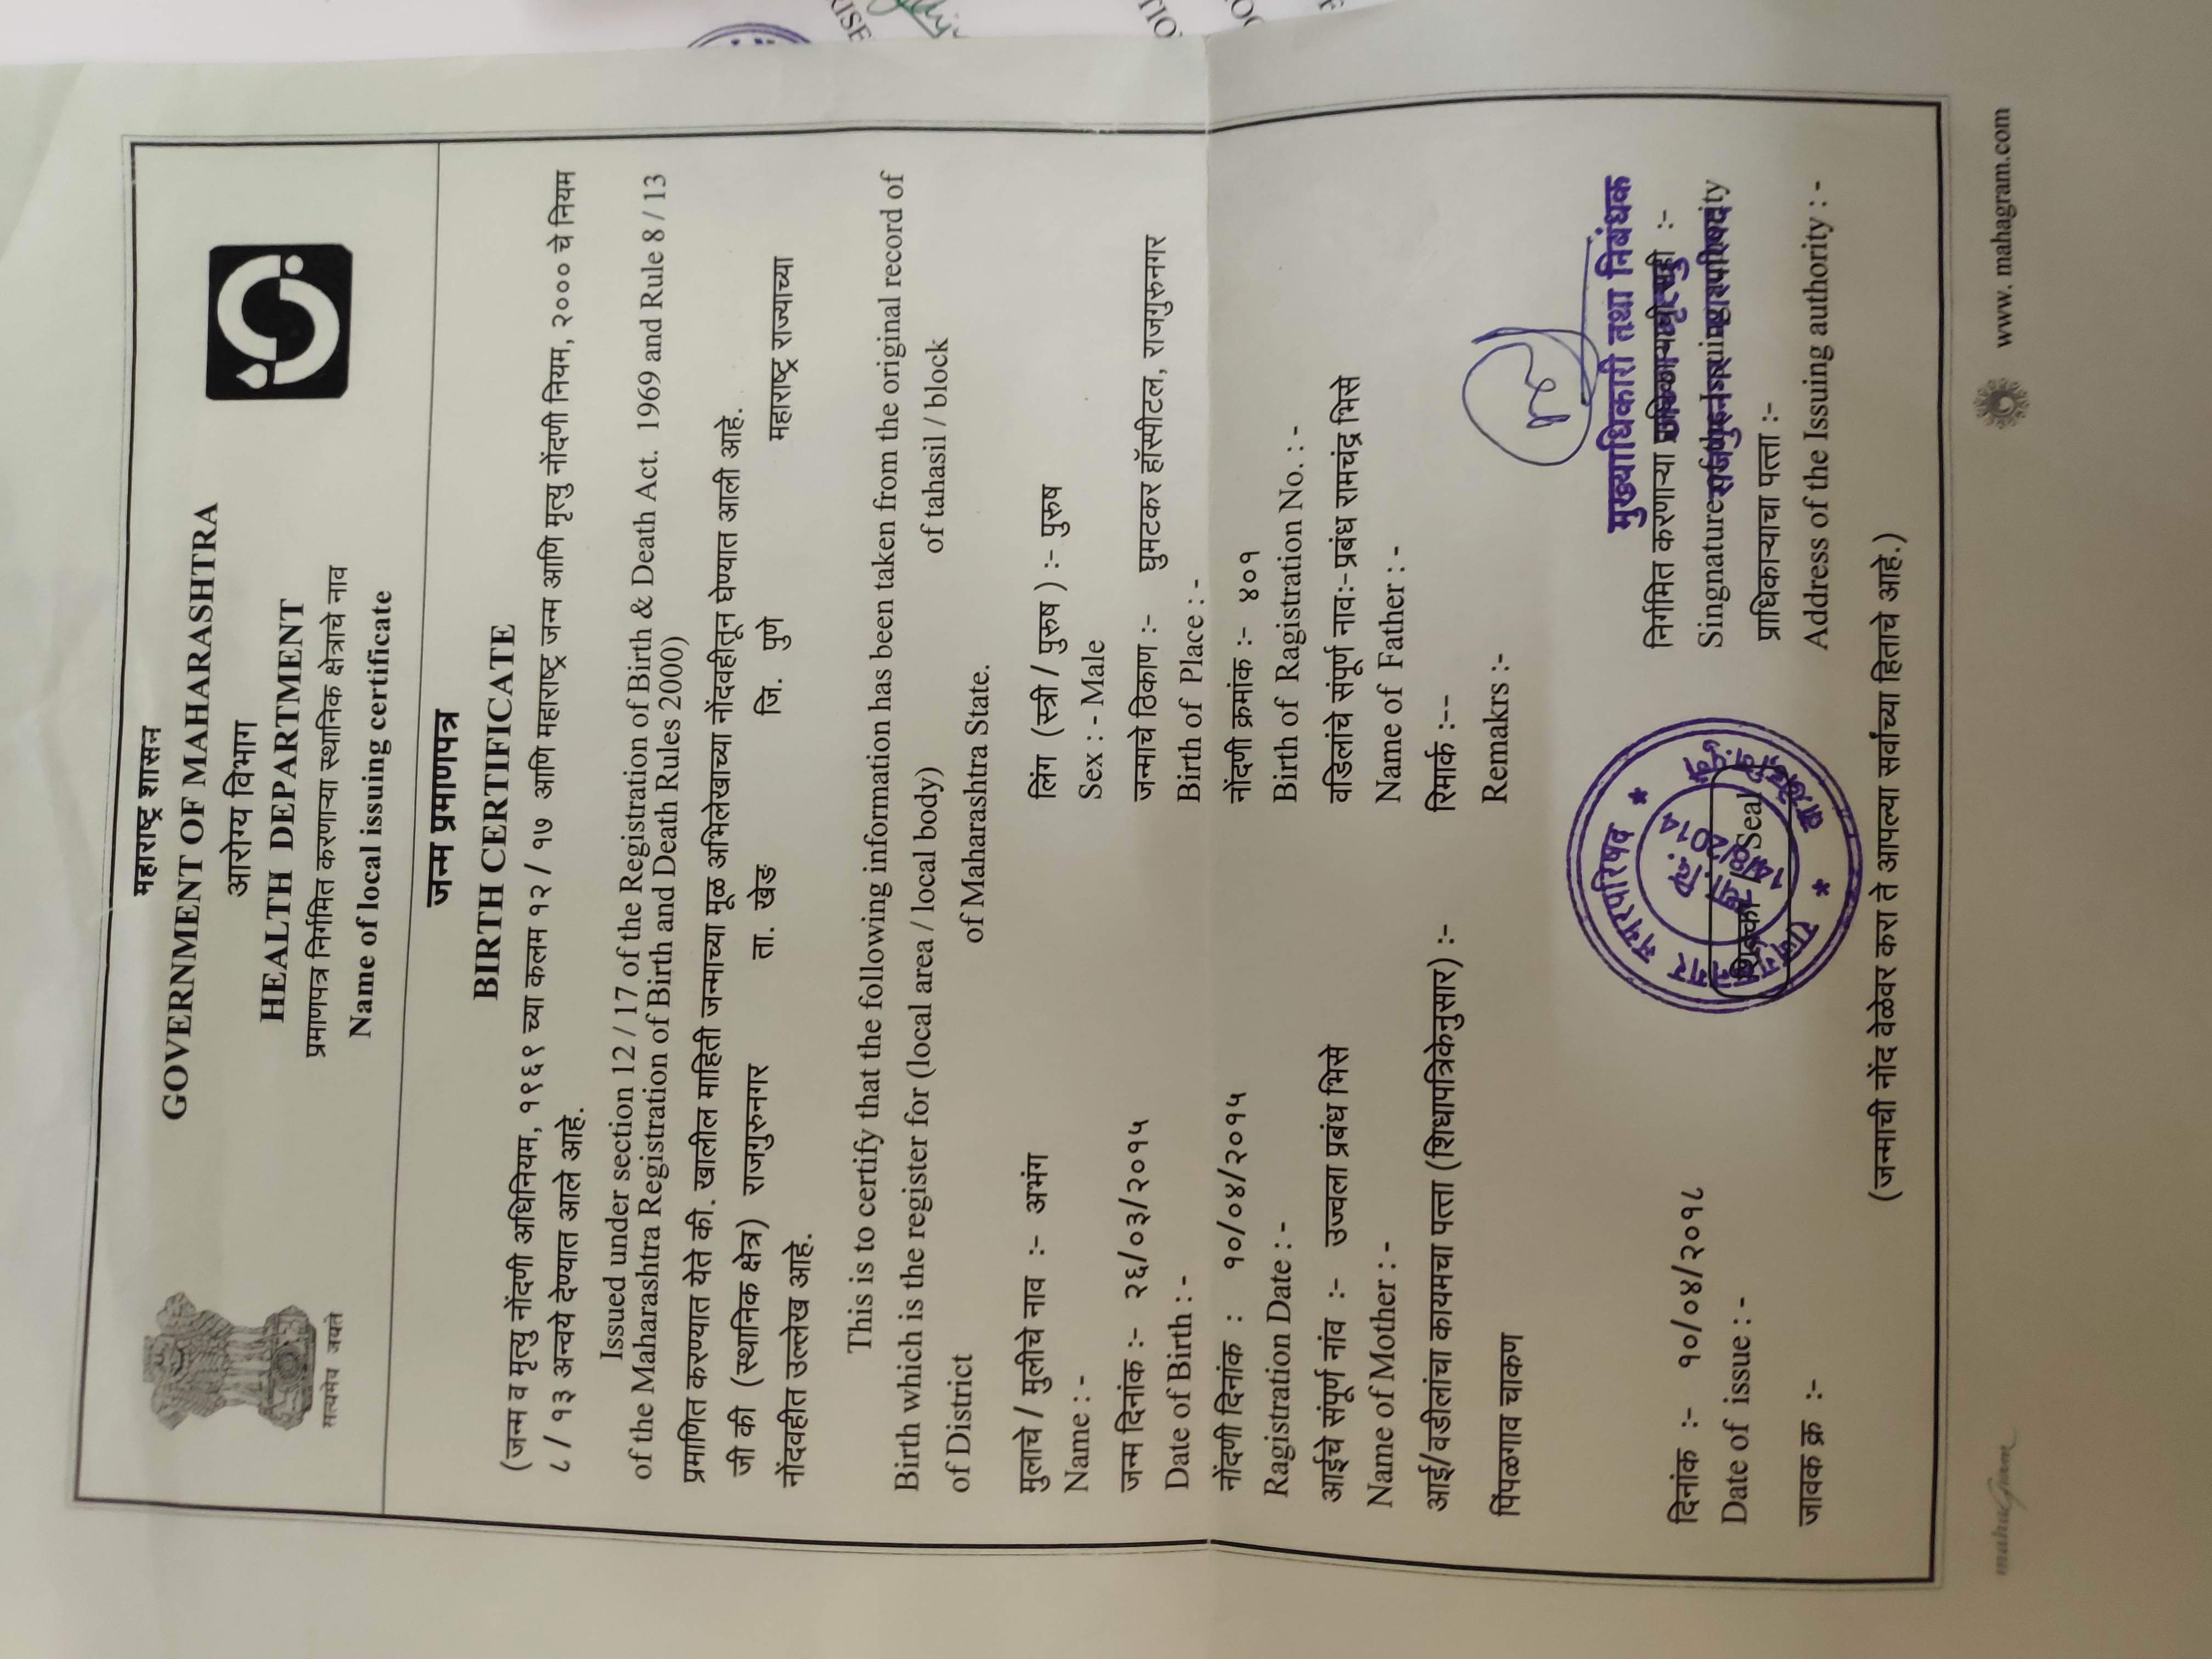 महाराष्ट्र शासन
GOVERNMENT OF MAHARASHTRA
आरोग्य विभाग
HEALTH DEPARTMENT
प्रमाणपत्र निर्गमित करणाऱ्या स्थानिक क्षेत्राचे नाव
Name of local issuing certificate
सत्यमेव जयते
जन्म प्रमाणपत्र
BIRTH CERTIFICATE
(जन्म व मृत्यु नोंदणी अधिनियम, १९६९ च्या कलम १२ / १७ आणि महाराष्ट्र जन्म आणि मृत्यु नोंदणी नियम, २००० चे नियम
८ / १३ अन्वये देण्यात आले आहे.
Issued under section 12 / 17 of the Registration of Birth & Death Act. 1969 and Rule 8 / 13
of the Maharashtra Registration of Birth and Death Rules 2000)
प्रमाणित करण्यात येते की. खालील माहिती जन्माच्या मूळ अभिलेखाच्या नोंदवहीतून घेण्यात आली आहे.
जी की (स्थानिक क्षेत्र) राजगुरुनगर ता. खेड जि. पुणे महाराष्ट्र राज्याच्या
नोंदवहीत उल्लेख आहे.
This is to certify that the following information has been taken from the original record of
Birth which is the register for (local area / local body) of tahasil / block
of District of Maharashtra State.
मुलाचे / मुलीचे नाव :- अभंग लिंग (स्त्री / पुरुष ) :- पुरुष
Name : - Sex : - Male
जन्म दिनांक :- २६/०३/२०१५ जन्माचे ठिकाण :- घुमटकर हॉस्पीटल, राजगुरुनगर
Date of Birth : - Birth of Place : -
नोंदणी दिनांक : १०/०४/२०१५ नोंदणी क्रमांक :- ४०१
Ragistration Date : - Birth of Ragistration No. : -
आईचे संपूर्ण नांव :- उज्वला प्रबंध भिसे वडिलांचे संपूर्ण नाव:- प्रबंध रामचंद्र भिसे
Name of Mother : - Name of Father : -
आई/वडीलांचा कायमचा पत्ता (शिधापत्रिकेनुसार) :- रिमार्क :--
पिंपळगाव चाकण Remakrs :-
मुख्याधिकारी तथा निबंधक
दिनांक :- १०/०४/२०१८ निर्गमित करणाऱ्या :-
Date of issue : - Singnature
राजगुरुनगर नगरपरिषद
प्राधिकाऱ्याचा पत्ता :-
जावक क्र :- Address of the Issuing authority : -
शिक्का / Seal
नगरपरिषद
2014
(जन्माची नोंद वेळेवर करा ते आपल्या सर्वांच्या हिताचे आहे.)
mahagram www. mahagram.com